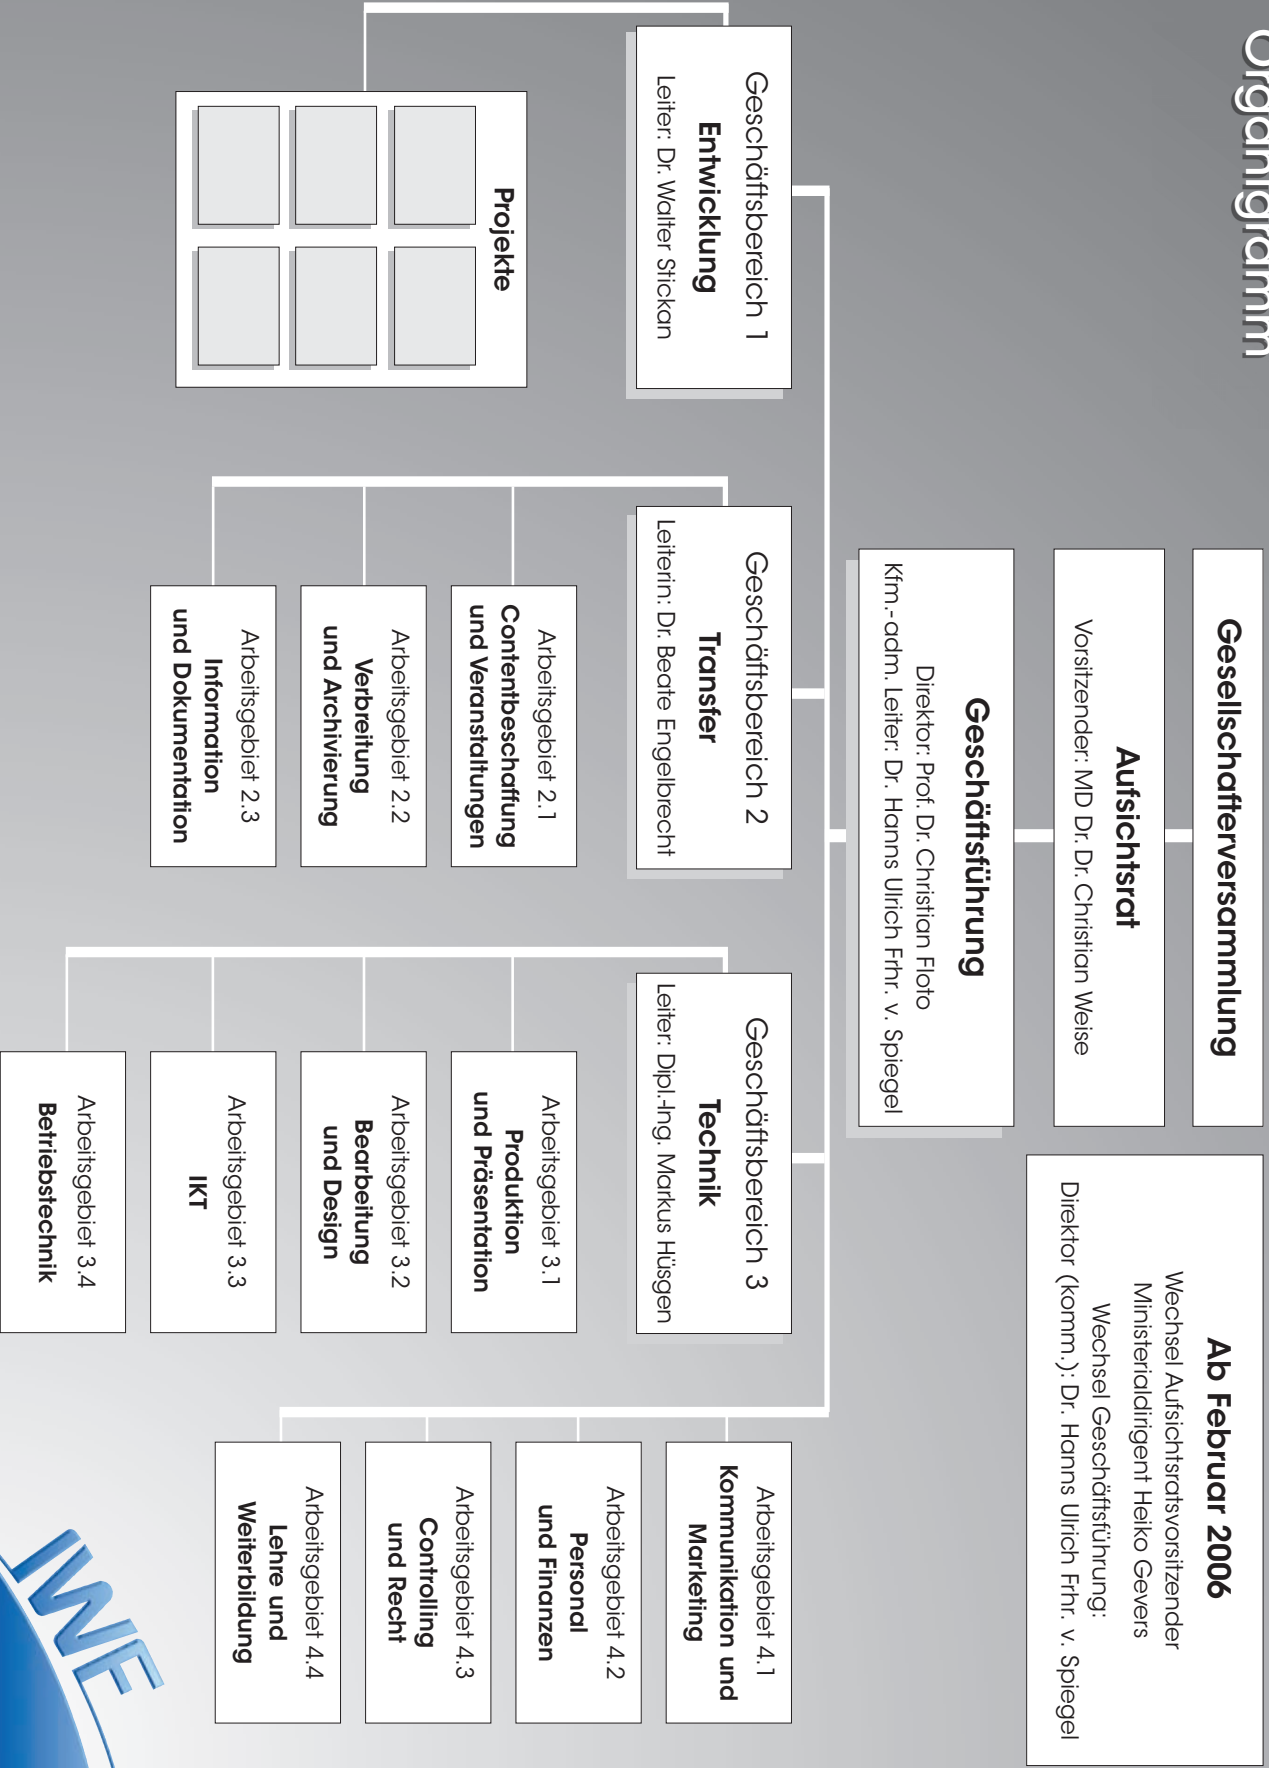 Organigramm
Gesellschafterversammlung
Aufsichtsrat
Vorsitzender: MD Dr. Dr. Christian Weise
Geschäftsführung
Direktor: Prof. Dr. Christian Floto
Kfm.-adm. Leiter: Dr. Hanns Ulrich Frhr. v. Spiegel
Ab Februar 2006
Wechsel Aufsichtsratsvorsitzender
Ministerialdirigent Heiko Gevers
Wechsel Geschäftsführung:
Direktor (komm.): Dr. Hanns Ulrich Frhr. v. Spiegel
Geschäftsbereich 1
Entwicklung
Leiter: Dr. Walter Stickan
Projekte
Geschäftsbereich 2
Transfer
Leiterin: Dr. Beate Engelbrecht
Arbeitsgebiet 2.1
Contentbeschaffung
und Veranstaltungen
Arbeitsgebiet 2.2
Verbreitung
und Archivierung
Arbeitsgebiet 2.3
Information
und Dokumentation
Geschäftsbereich 3
Technik
Leiter: Dipl.-Ing. Markus Hüsgen
Arbeitsgebiet 3.1
Produktion
und Präsentation
Arbeitsgebiet 3.2
Bearbeitung
und Design
Arbeitsgebiet 3.3
IKT
Arbeitsgebiet 3.4
Betriebstechnik
Arbeitsgebiet 4.1
Kommunikation und
Marketing
Arbeitsgebiet 4.2
Personal
und Finanzen
Arbeitsgebiet 4.3
Controlling
und Recht
Arbeitsgebiet 4.4
Lehre und
Weiterbildung
IWF